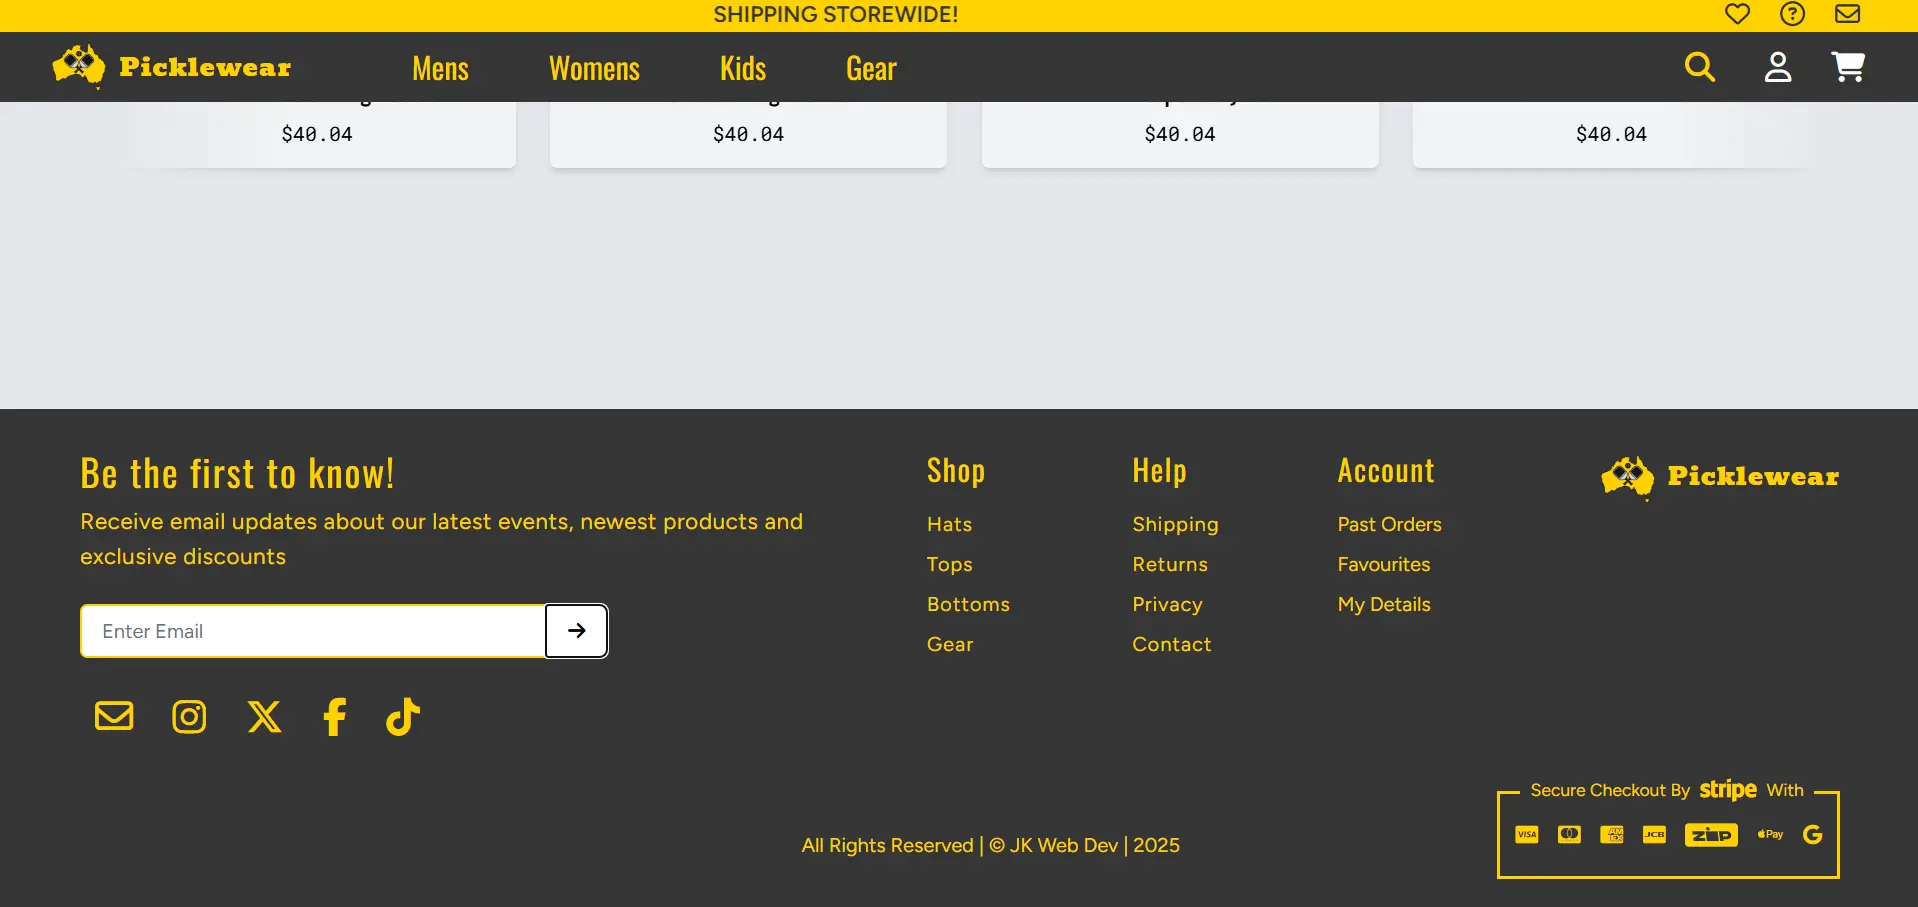 SHIPPING STOREWIDE!
Picklewear
Mens
Womens
Kids
Gear
$40.04
$40.04
$40.04
$40.04
Be the first to know!
Receive email updates about our latest events, newest products and
exclusive discounts
Enter Email
Shop
Hats
Tops
Bottoms
Gear
Help
Shipping
Returns
Privacy
Contact
Account
Past Orders
Favourites
My Details
Picklewear
Secure Checkout By stripe With
VISA
AM
EX
JCB
ZIP
Pay
G
All Rights Reserved | © JK Web Dev | 2025